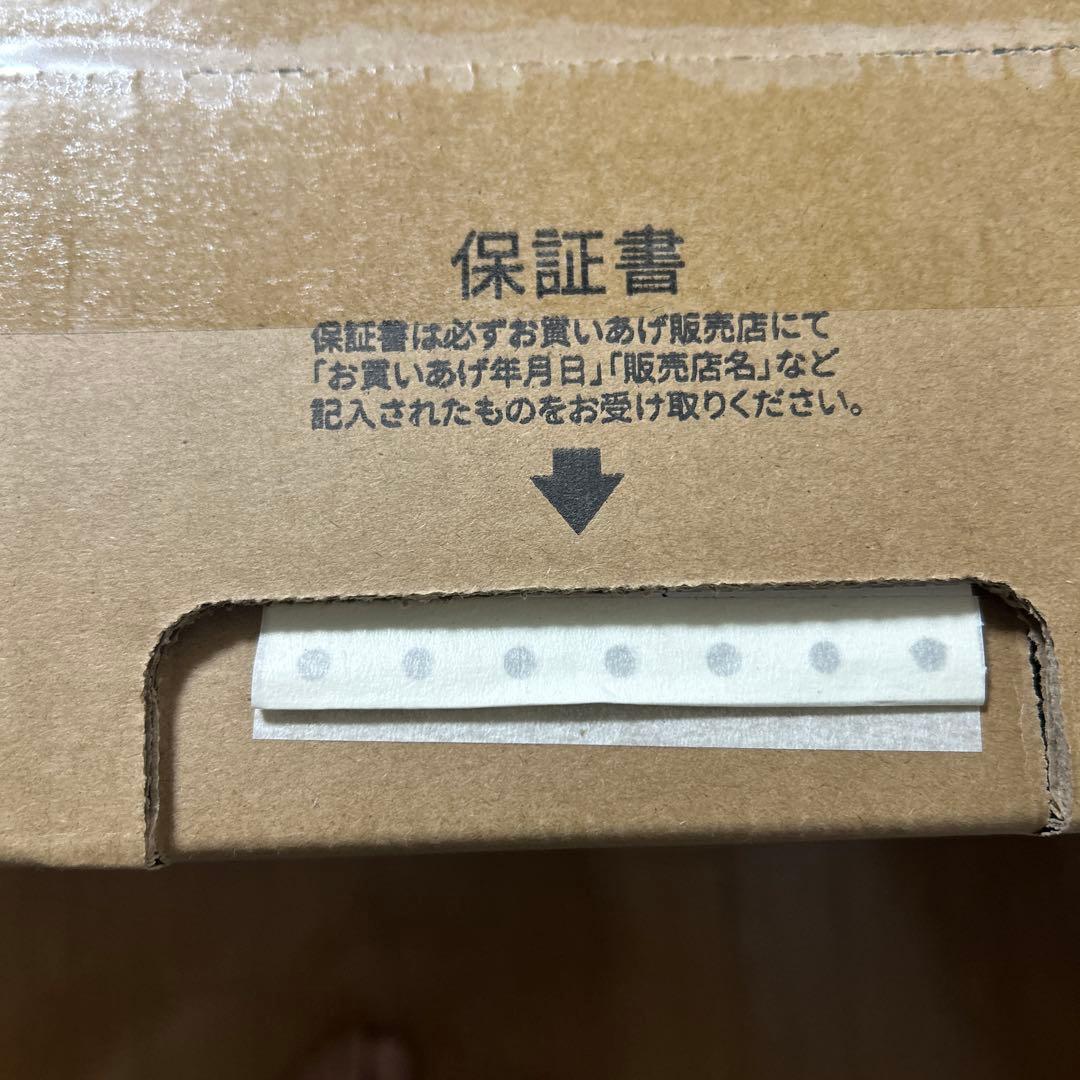 保証書
保証書は必ずお買いあげ販売店にて
「お買いあげ年月日」「販売店名」など
記入されたものをお受け取りください。